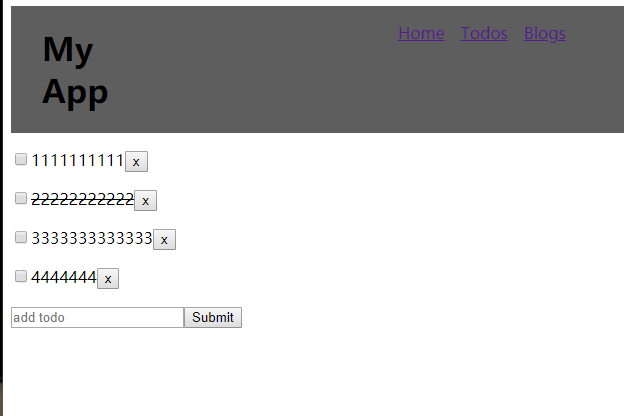 My
App
Home Todos Blogs
1111111111 x
22222222222 x
3333333333333 x
4444444 x
add todo Submit